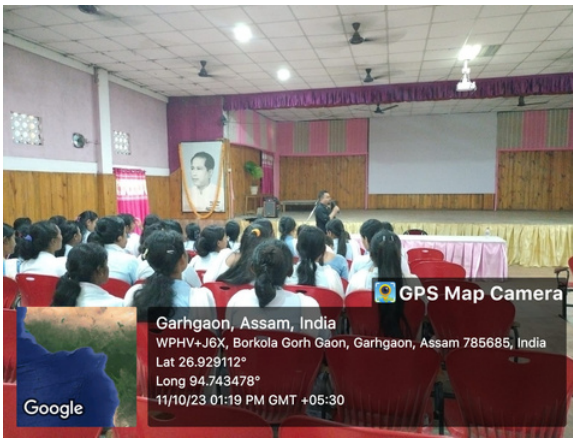 GPS Map Camera
Garhgaon, Assam, India
WPHV+J6X, Borkola Gorh Gaon, Garhgaon, Assam 785685, India
Lat 26.929112°
Long 94.743478°
11/10/23 01:19 PM GMT +05:30
Google